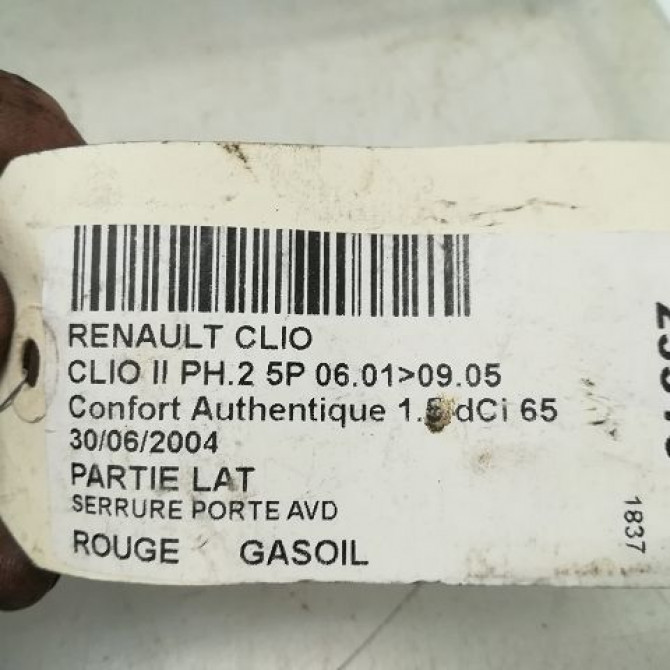 RENAULT CLIO
CLIO II PH.2 5P 06.01>09.05
Confort Authentique 1.5 dCi 65
30/06/2004
PARTIE LAT
SERRURE PORTE AVD
ROUGE GASOIL
1837